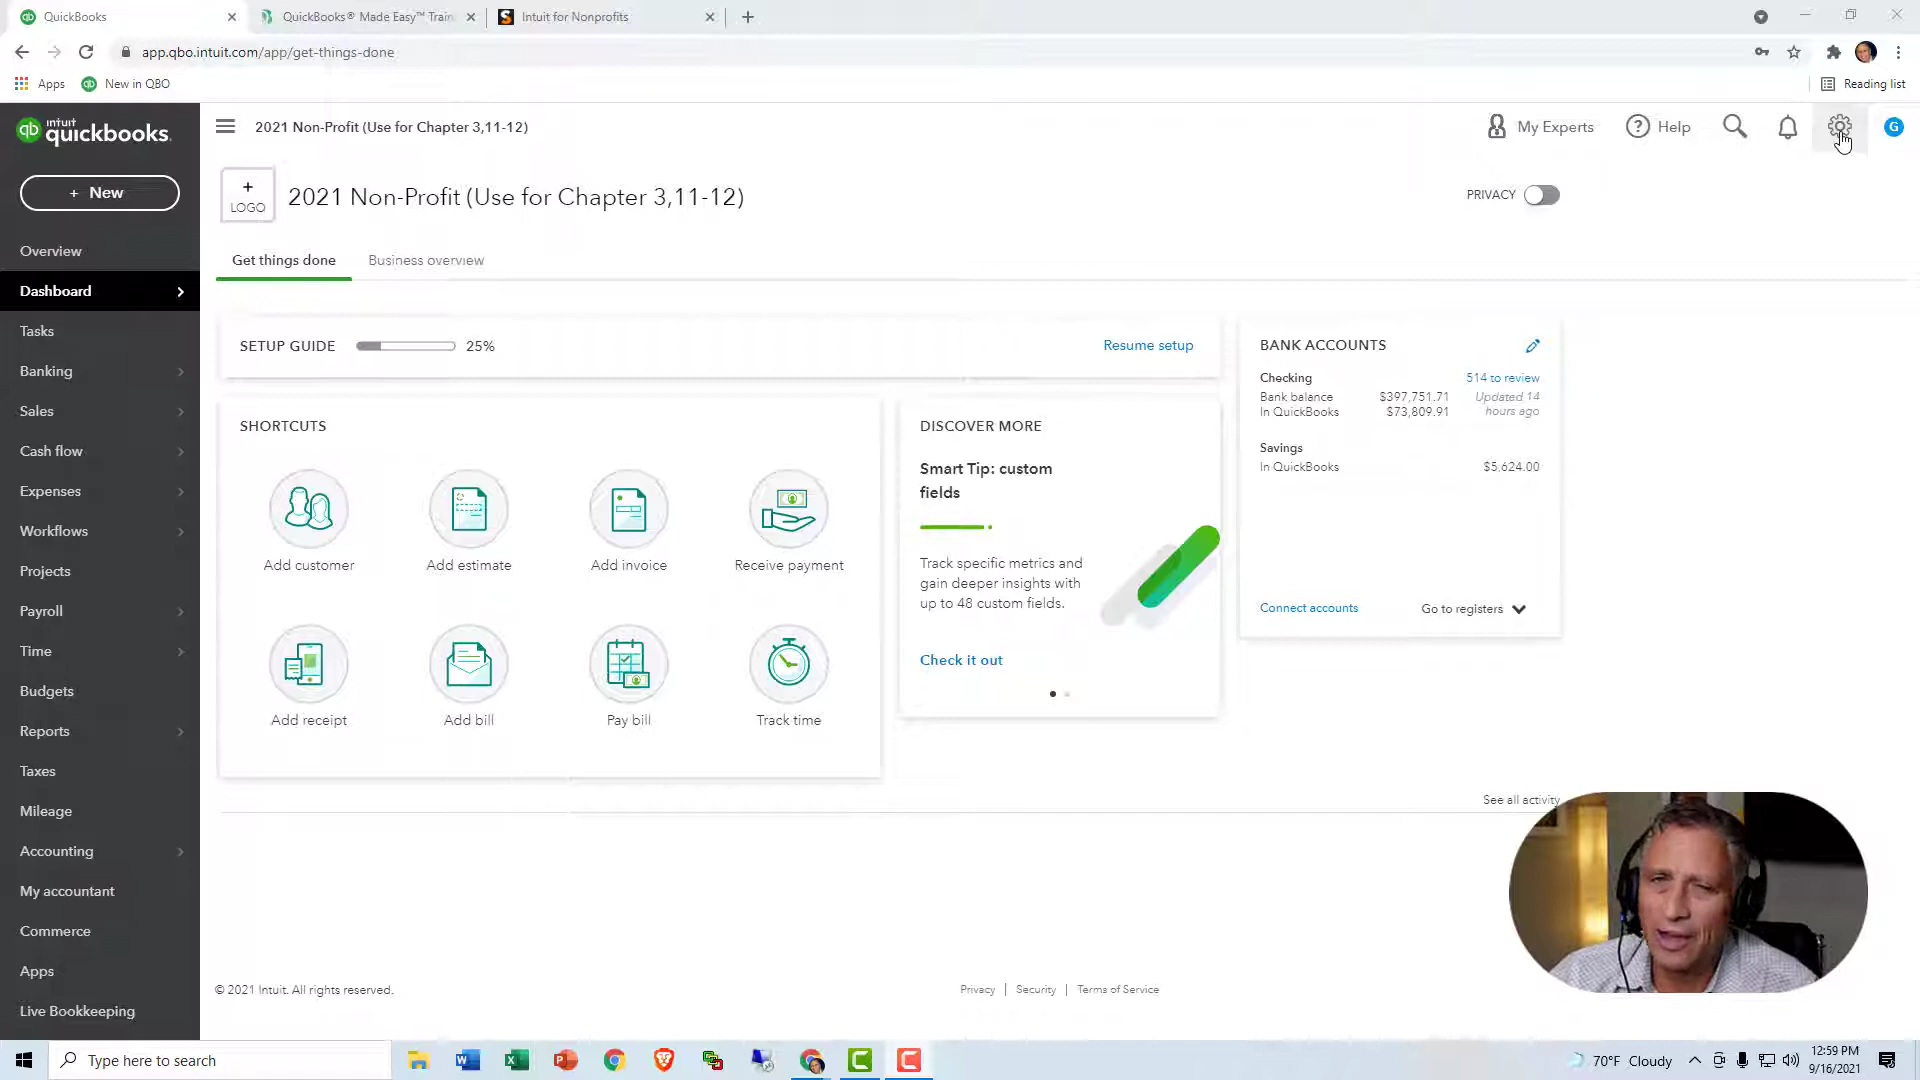 QuickBooks
QuickBooks® Made Easy™ Train
Intuit for Nonprofits
app.qbo.intuit.com/app/get-things-done
Apps
New in QBO
Reading list
intuit
quickbooks.
2021 Non-Profit (Use for Chapter 3,11-12)
My Experts
Help
G
+ New
+
LOGO
2021 Non-Profit (Use for Chapter 3,11-12)
PRIVACY
Overview
Dashboard
Tasks
Banking
Sales
Cash flow
Expenses
Workflows
Projects
Payroll
Time
Budgets
Reports
Taxes
Mileage
Accounting
My accountant
Commerce
Apps
Live Bookkeeping
Get things done
Business overview
SETUP GUIDE
25%
Resume setup
SHORTCUTS
Add customer
Add estimate
Add invoice
Receive payment
Add receipt
Add bill
Pay bill
Track time
DISCOVER MORE
Smart Tip: custom
fields
Track specific metrics and
gain deeper insights with
up to 48 custom fields.
Check it out
BANK ACCOUNTS
Checking
514 to review
Bank balance $397,751.71 Updated 14
In QuickBooks $73,809.91 hours ago
Savings
In QuickBooks $5,624.00
Connect accounts
Go to registers
See all activity
© 2021 Intuit. All rights reserved.
Privacy | Security | Terms of Service
Type here to search
70°F Cloudy
12:59 PM
9/16/2021